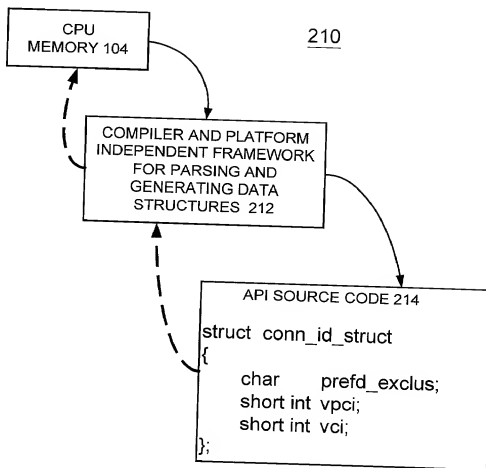 CPU
MEMORY 104
210
COMPILER AND PLATFORM
INDEPENDENT FRAMEWORK
FOR PARSING AND
GENERATING DATA
STRUCTURES 212
API SOURCE CODE 214
struct conn_id_struct
{
char prefd_exclus;
short int vpci;
short int vci;
};